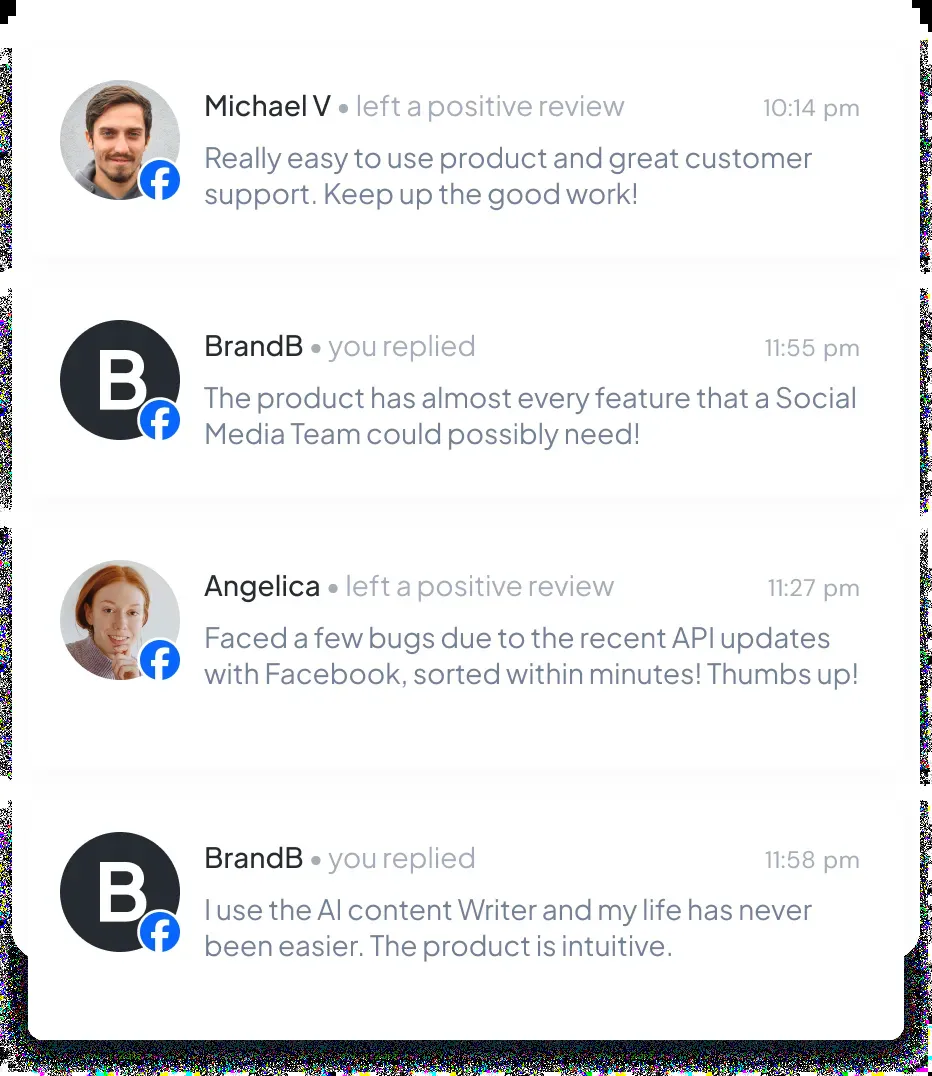 Michael V • left a positive review 10:14 pm
Really easy to use product and great customer
support. Keep up the good work!
B
BrandB • you replied 11:55 pm
The product has almost every feature that a Social
Media Team could possibly need!
Angelica • left a positive review 11:27 pm
Faced a few bugs due to the recent API updates
with Facebook, sorted within minutes! Thumbs up!
B
BrandB • you replied 11:58 pm
I use the AI content Writer and my life has never
been easier. The product is intuitive.